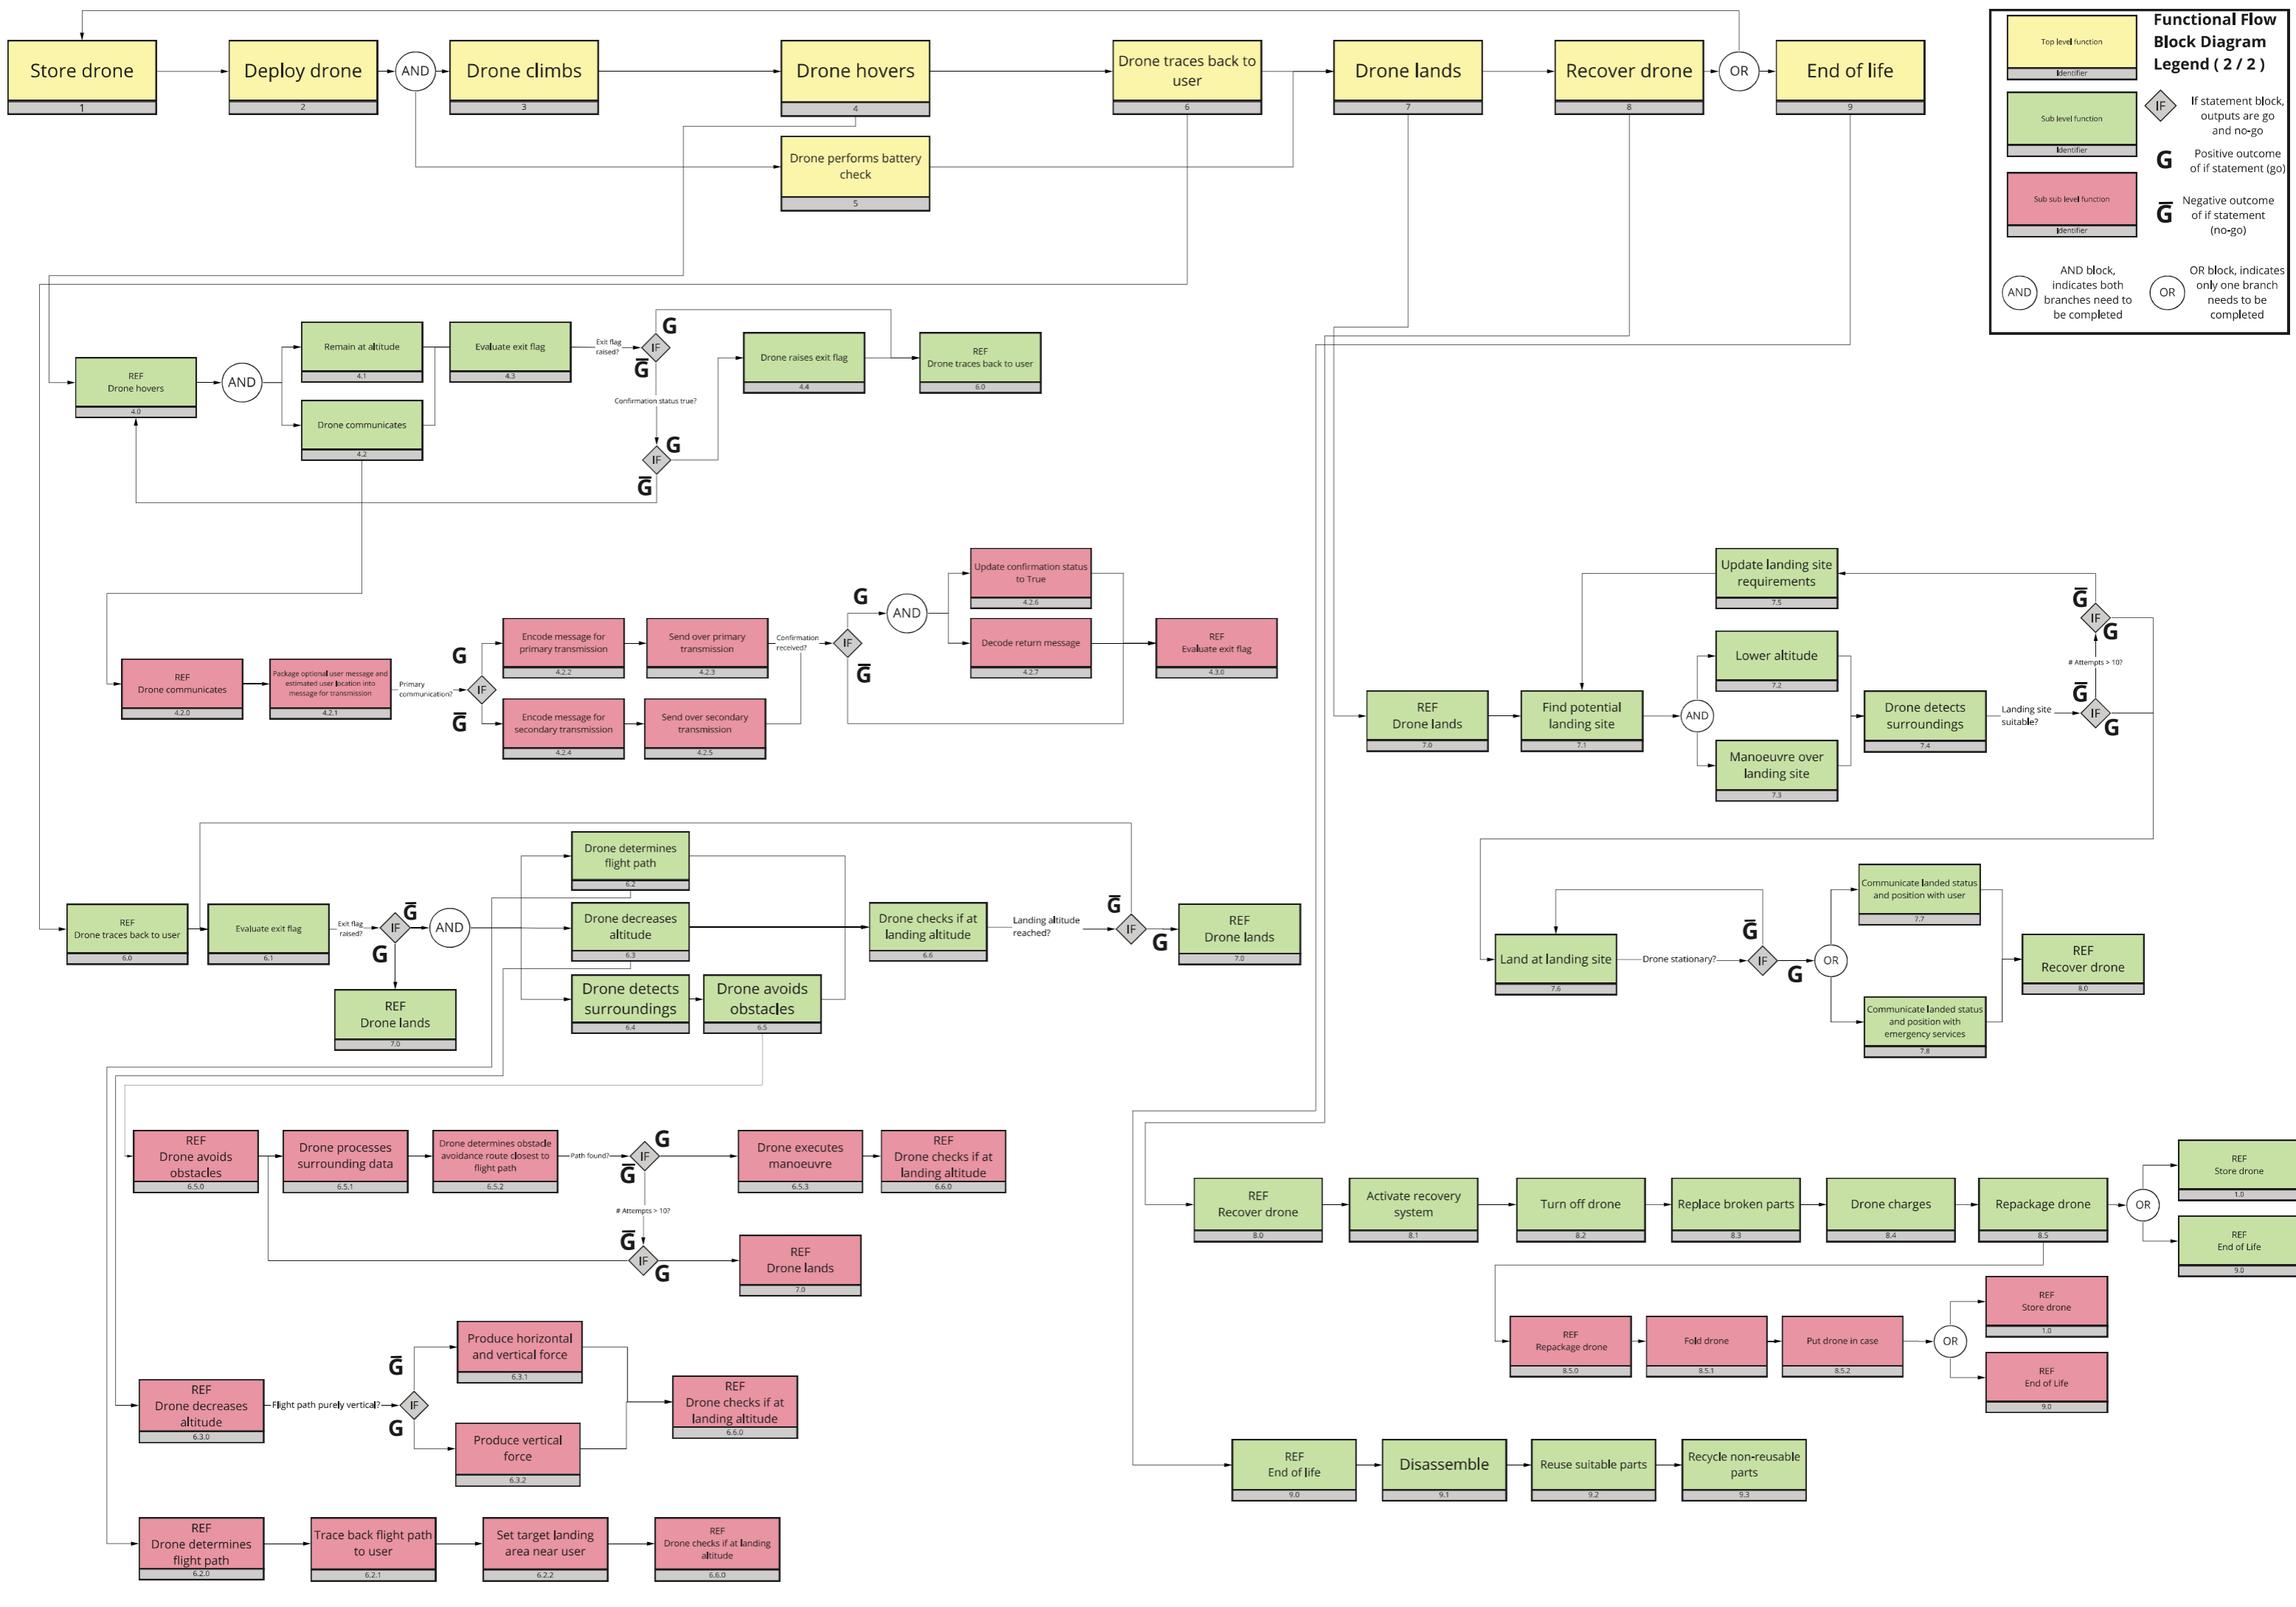 Store drone
1
Deploy drone
2
AND
Drone climbs
3
Drone hovers
4
Drone performs battery
check
5
Drone traces back to
user
6
Drone lands
7
Recover drone
8
OR
End of life
9
Functional Flow
Block Diagram
Legend ( 2 / 2 )
Top level function
Identifier
Sub level function
Identifier
Sub sub level function
Identifier
IF
If statement block,
outputs are go
and no-go
G
Positive outcome
of if statement (go)
G̅
Negative outcome
of if statement
(no-go)
AND
AND block,
indicates both
branches need to
be completed
OR
OR block, indicates
only one branch
needs to be
completed
REF
Drone hovers
4.0
AND
Remain at altitude
4.1
Drone communicates
4.2
Evaluate exit flag
4.3
Exit flag
raised?
G
IF
G̅
Confirmation status true?
G
IF
G̅
Drone raises exit flag
4.4
REF
Drone traces back to user
6.0
REF
Drone communicates
4.2.0
Package optional user message and
estimated user location into
message for transmission
4.2.1
Primary
communication?
G
IF
G̅
Encode message for
primary transmission
4.2.2
Send over primary
transmission
4.2.3
Encode message for
secondary transmission
4.2.4
Send over secondary
transmission
4.2.5
Confirmation
received?
G
IF
G̅
AND
Update confirmation status
to True
4.2.6
Decode return message
4.2.7
REF
Evaluate exit flag
4.3.0
REF
Drone traces back to user
6.0
Evaluate exit flag
6.1
Exit flag
raised?
G̅
IF
G
AND
REF
Drone lands
7.0
Drone determines
flight path
6.2
Drone decreases
altitude
6.3
Drone detects
surroundings
6.4
Drone avoids
obstacles
6.5
Drone checks if at
landing altitude
6.6
Landing altitude
reached?
G̅
IF
G
REF
Drone lands
7.0
REF
Drone avoids
obstacles
6.5.0
Drone processes
surrounding data
6.5.1
Drone determines obstacle
avoidance route closest to
flight path
6.5.2
Path found?
G
IF
G̅
# Attempts > 10?
G̅
IF
G
Drone executes
manoeuvre
6.5.3
REF
Drone checks if at
landing altitude
6.6.0
REF
Drone lands
7.0
REF
Drone decreases
altitude
6.3.0
Flight path purely vertical?
G̅
IF
G
Produce horizontal
and vertical force
6.3.1
Produce vertical
force
6.3.2
REF
Drone checks if at
landing altitude
6.6.0
REF
Drone determines
flight path
6.2.0
Trace back flight path
to user
6.2.1
Set target landing
area near user
6.2.2
REF
Drone checks if at landing
altitude
6.6.0
REF
Drone lands
7.0
Find potential
landing site
7.1
AND
Lower altitude
7.2
Manoeuvre over
landing site
7.3
Drone detects
surroundings
7.4
Update landing site
requirements
7.5
Landing site
suitable?
G̅
IF
G
# Attempts > 10?
G̅
IF
G
Land at landing site
7.6
Drone stationary?
G̅
IF
G
OR
Communicate landed status
and position with user
7.7
Communicate landed status
and position with
emergency services
7.8
REF
Recover drone
8.0
REF
Recover drone
8.0
Activate recovery
system
8.1
Turn off drone
8.2
Replace broken parts
8.3
Drone charges
8.4
Repackage drone
8.5
OR
REF
Store drone
1.0
REF
End of Life
9.0
REF
Repackage drone
8.5.0
Fold drone
8.5.1
Put drone in case
8.5.2
OR
REF
Store drone
1.0
REF
End of Life
9.0
REF
End of life
9.0
Disassemble
9.1
Reuse suitable parts
9.2
Recycle non-reusable
parts
9.3